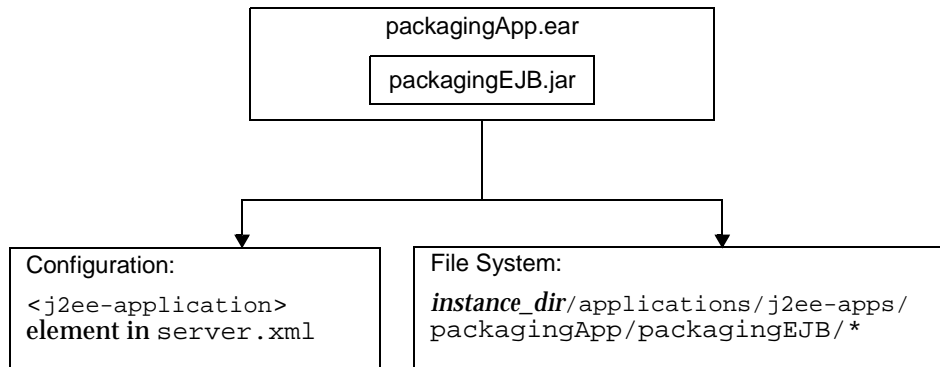 packagingApp.ear
packagingEJB.jar
Configuration:
<j2ee-application>
element in server.xml
File System:
instance_dir/applications/j2ee-apps/
packagingApp/packagingEJB/*